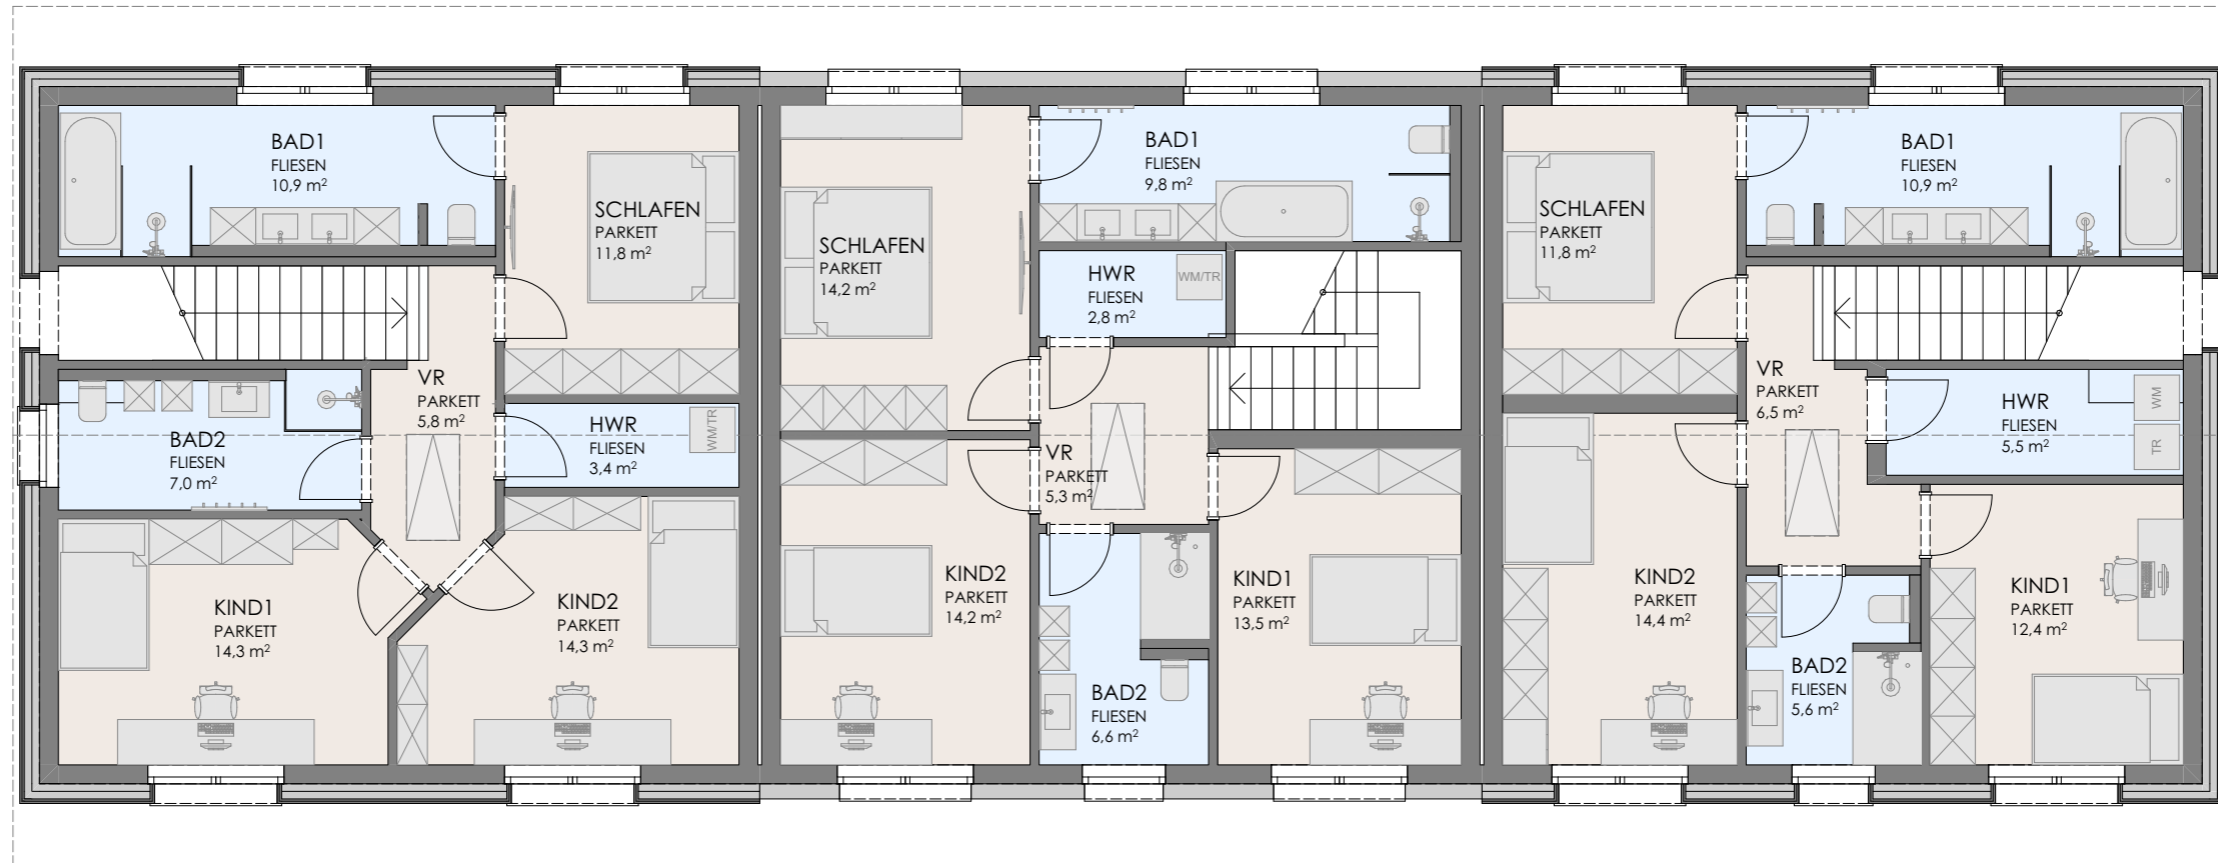 BAD1
FLIESEN
10,9 m²
SCHLAFEN
PARKETT
11,8 m²
VR
PARKETT
5,8 m²
BAD2
FLIESEN
7,0 m²
HWR
FLIESEN
3,4 m²
WM/TR
KIND1
PARKETT
14,3 m²
KIND2
PARKETT
14,3 m²
SCHLAFEN
PARKETT
14,2 m²
BAD1
FLIESEN
9,8 m²
HWR
FLIESEN
2,8 m²
WM/TR
VR
PARKETT
5,3 m²
KIND2
PARKETT
14,2 m²
KIND1
PARKETT
13,5 m²
BAD2
FLIESEN
6,6 m²
SCHLAFEN
PARKETT
11,8 m²
BAD1
FLIESEN
10,9 m²
VR
PARKETT
6,5 m²
HWR
FLIESEN
5,5 m²
WM
TR
KIND2
PARKETT
14,4 m²
BAD2
FLIESEN
5,6 m²
KIND1
PARKETT
12,4 m²